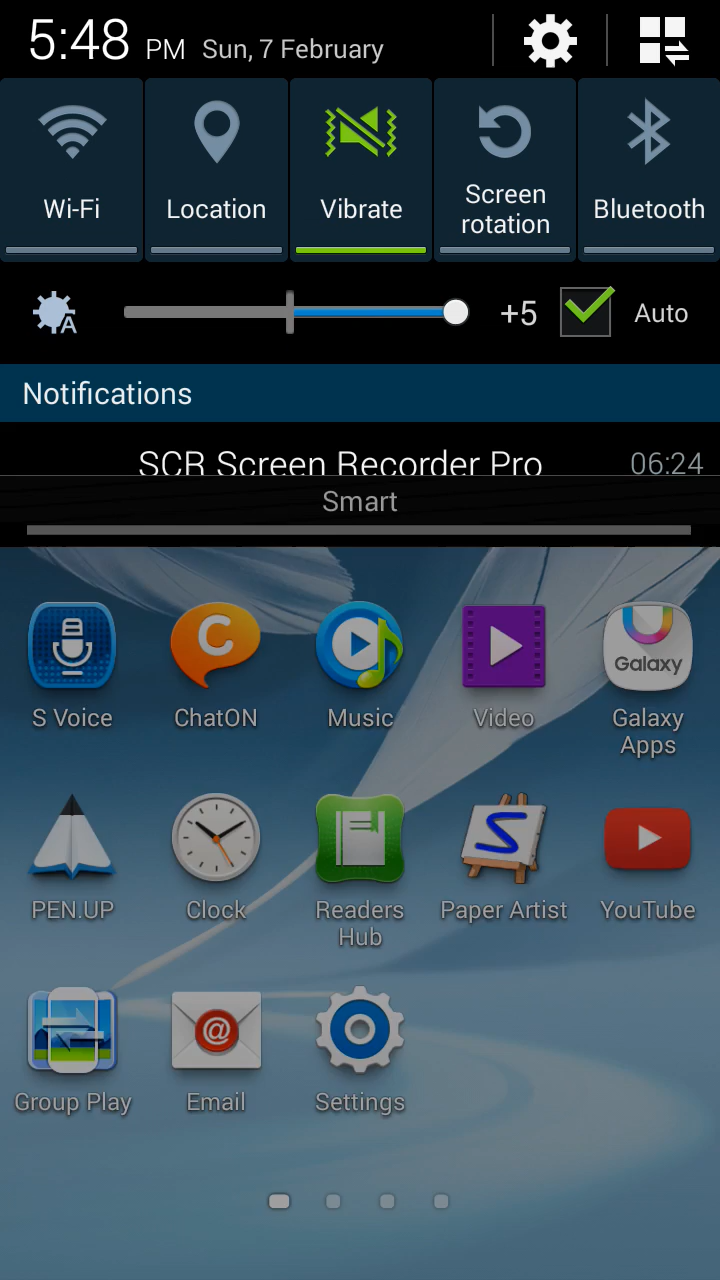 5:48 PM Sun, 7 February
Wi-Fi
Location
Vibrate
Screen
rotation
Bluetooth
A
+5
Auto
Notifications
SCR Screen Recorder Pro
06:24
Smart
C
Galaxy
S Voice
ChatON
Music
Video
Galaxy
Apps
S
PEN.UP
Clock
Readers
Hub
Paper Artist
YouTube
@
Group Play
Email
Settings